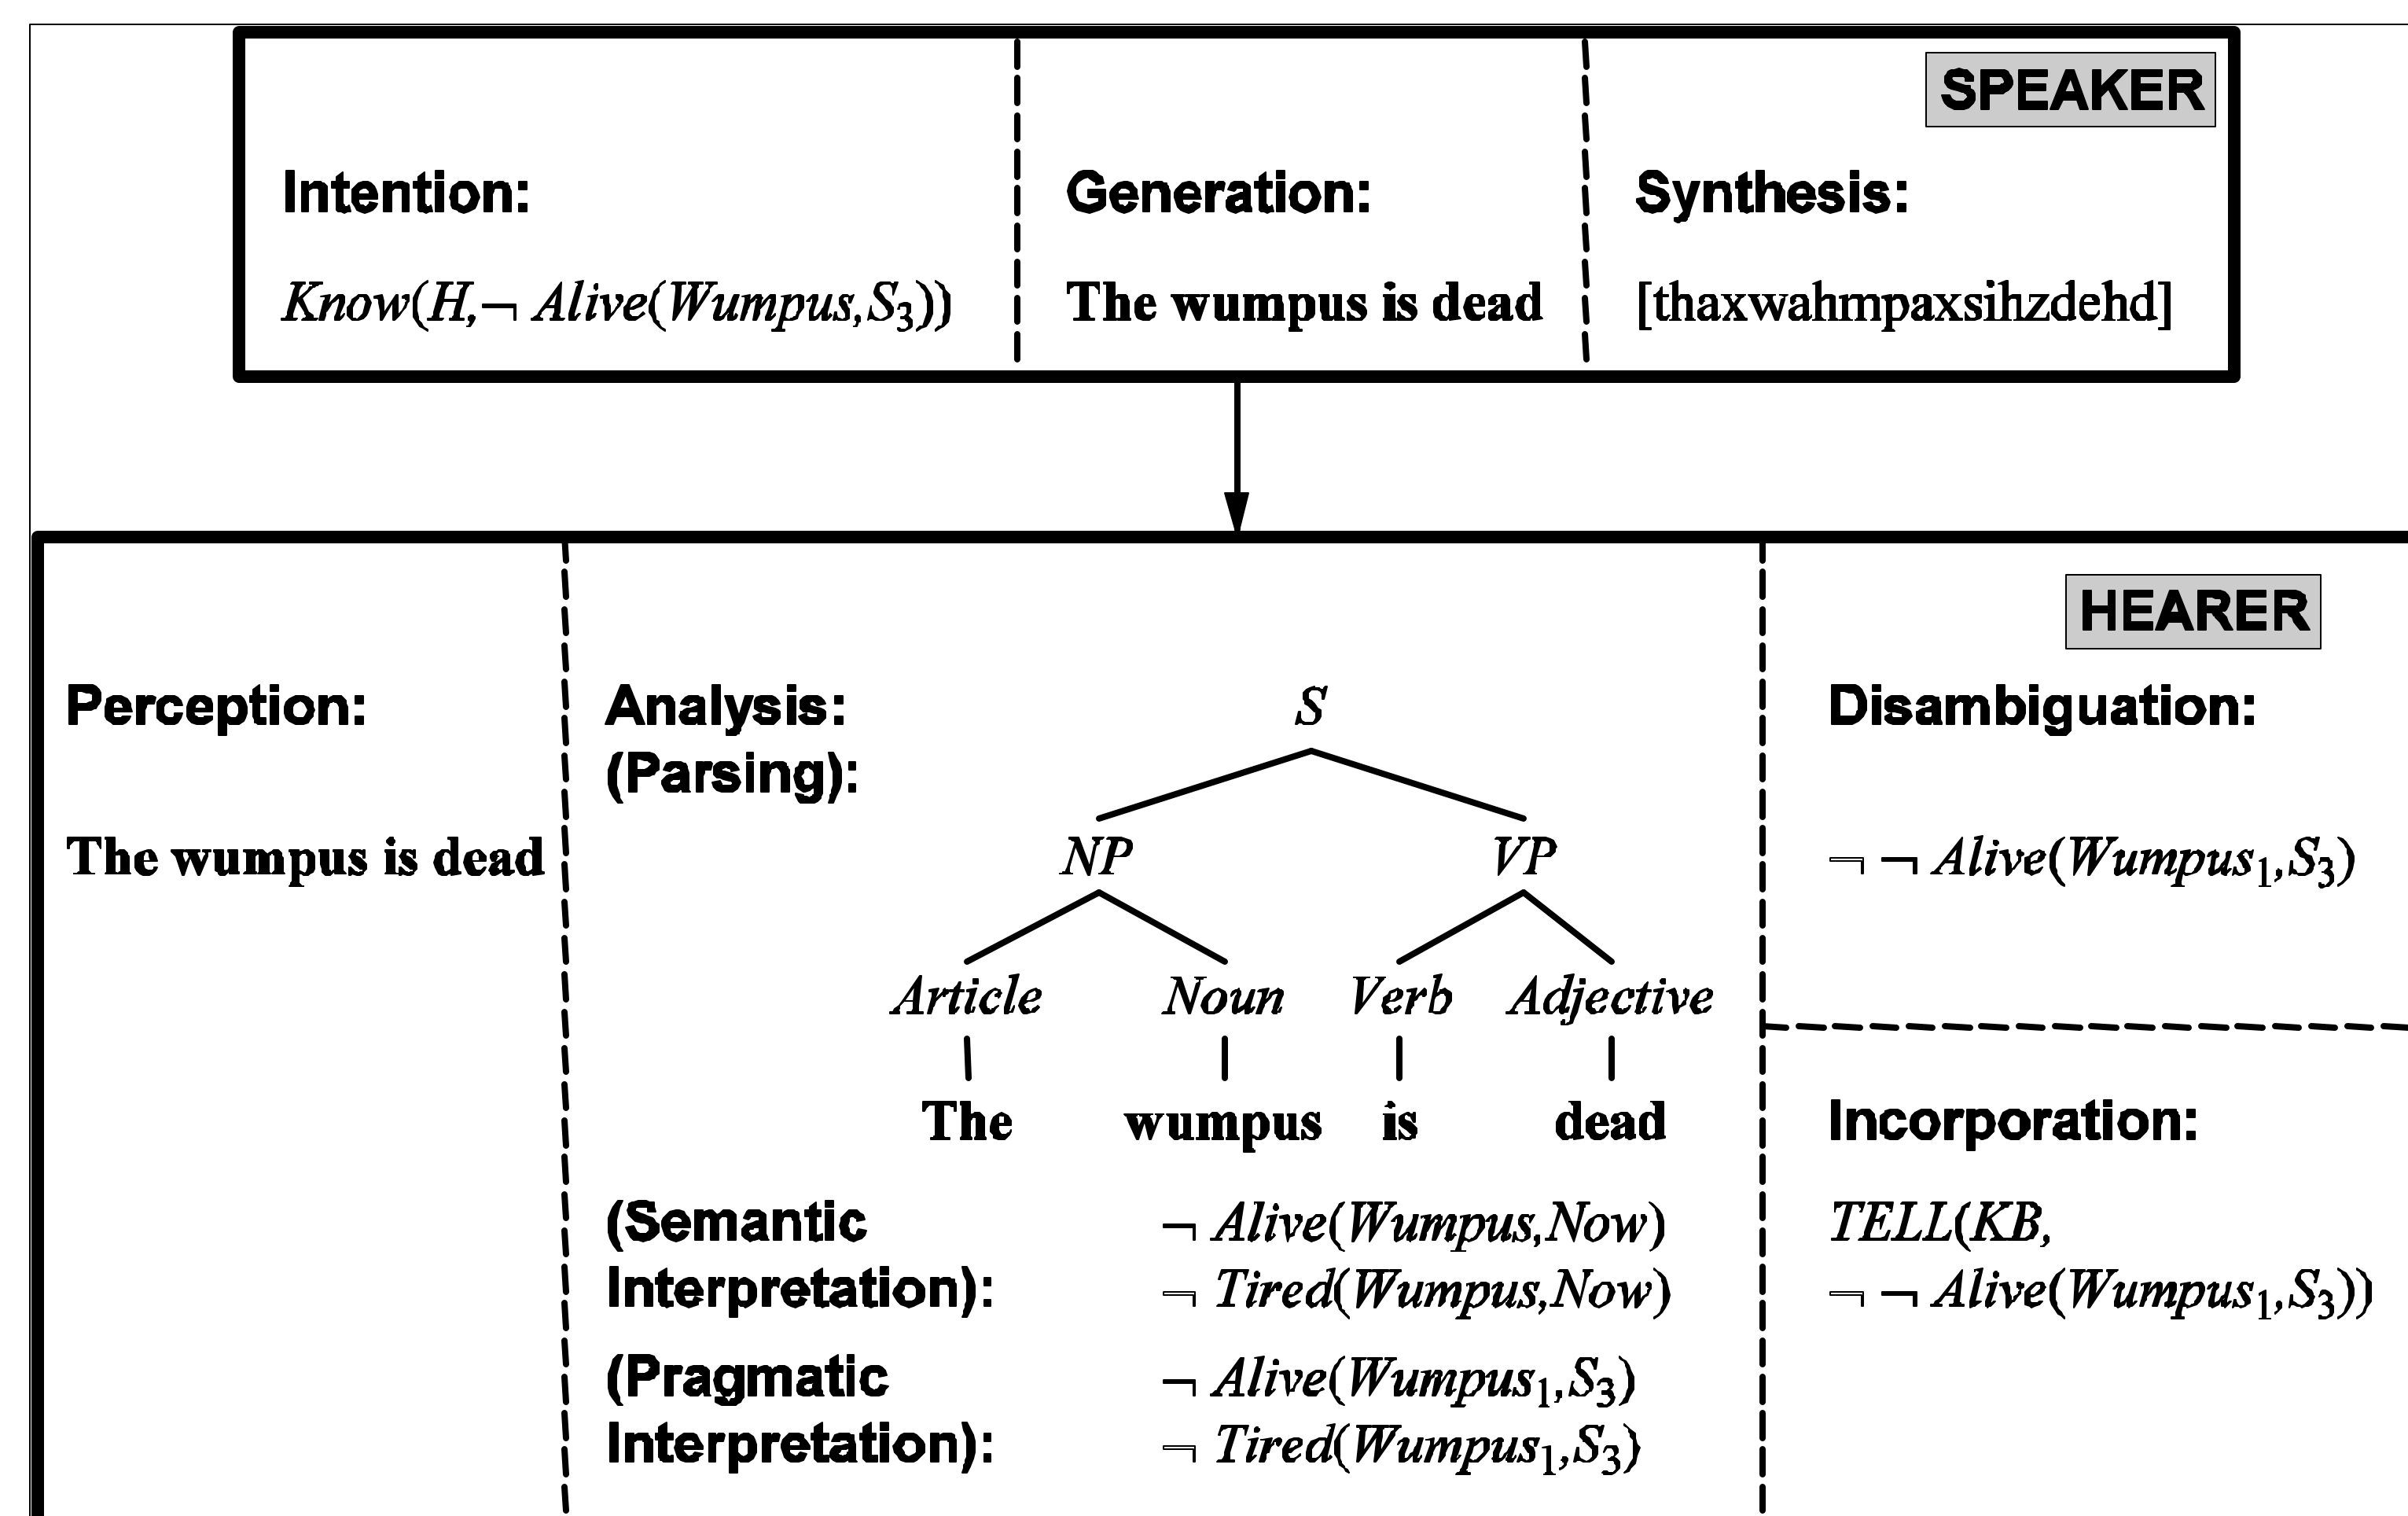 SPEAKER
Intention:
Know(H,¬ Alive(Wumpus,S₃))
Generation:
The wumpus is dead
Synthesis:
[thaxwahmpaxsihzdehd]
HEARER
Perception:
The wumpus is dead
Analysis:
(Parsing):
S
NP VP
Article Noun Verb Adjective
The wumpus is dead
(Semantic ¬ Alive(Wumpus,Now)
Interpretation): ¬ Tired(Wumpus,Now)
(Pragmatic ¬ Alive(Wumpus₁,S₃)
Interpretation): ¬ Tired(Wumpus₁,S₃)
Disambiguation:
¬ ¬ Alive(Wumpus₁,S₃)
Incorporation:
TELL(KB,
¬ ¬ Alive(Wumpus₁,S₃))